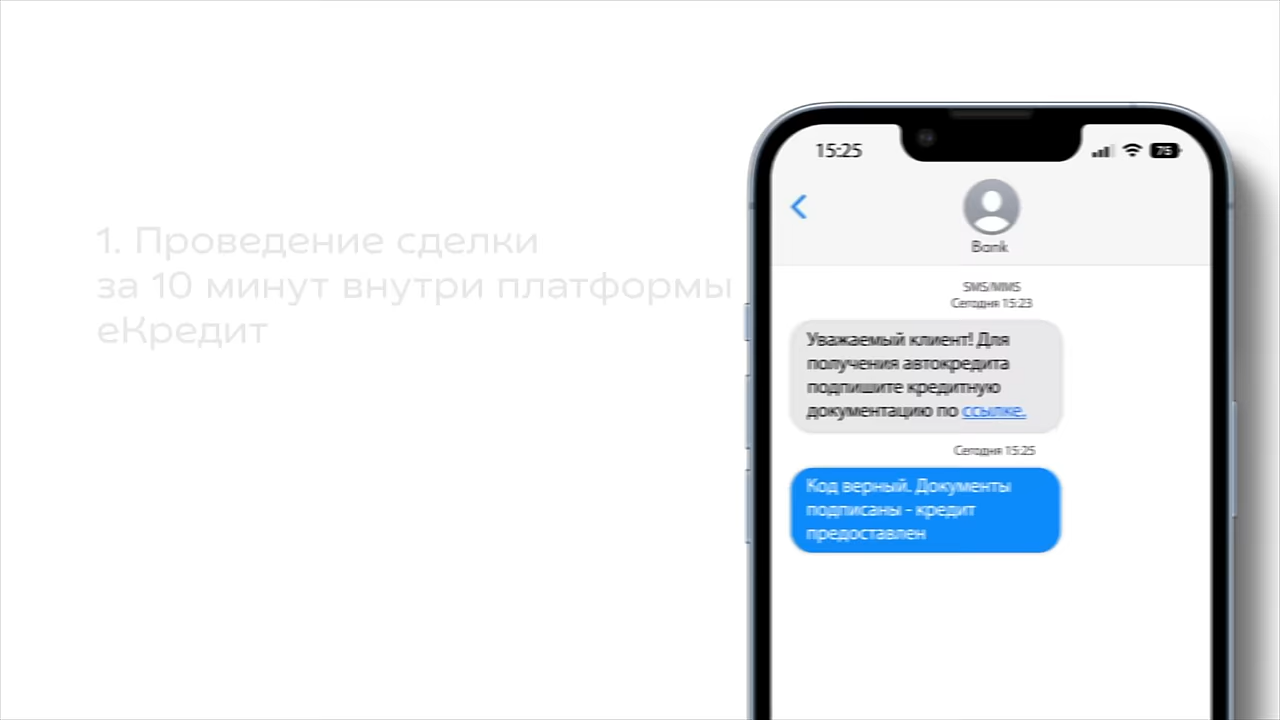 1. Проведение сделки
за 10 минут внутри платформы
еКредит
15:25
75
Bank
SMS/MMS
Сегодня 15:23
Уважаемый клиент! Для
получения автокредита
подпишите кредитную
документацию по ссылке.
Сегодня 15:25
Код верный. Документы
подписаны - кредит
предоставлен